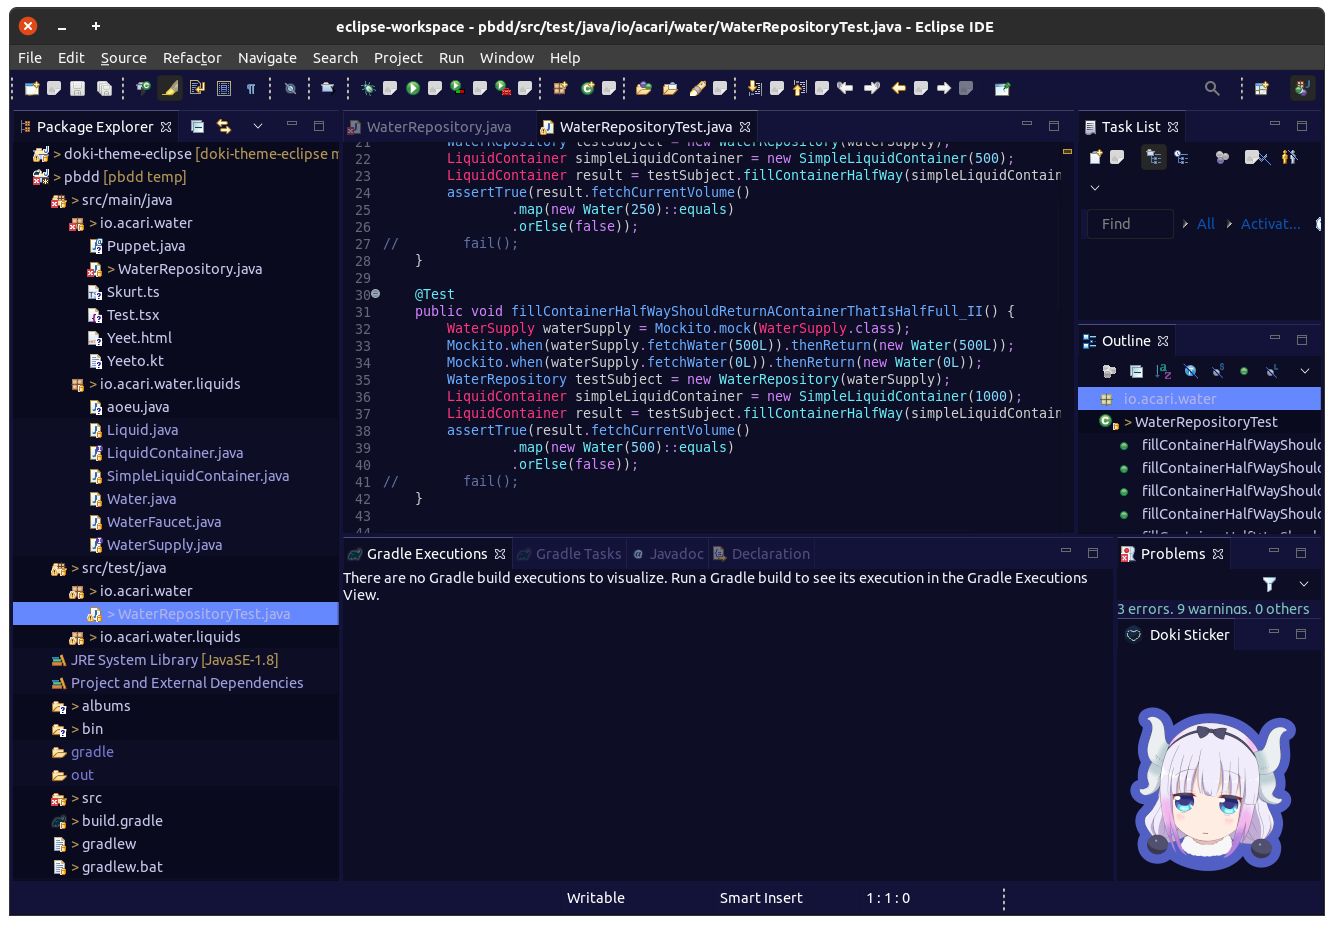 eclipse-workspace - pbdd/src/test/java/io/acari/water/WaterRepositoryTest.java - Eclipse IDE
File Edit Source Refactor Navigate Search Project Run Window Help
Package Explorer
> doki-theme-eclipse [doki-theme-eclipse m
> pbdd [pbdd temp]
> src/main/java
> io.acari.water
Puppet.java
> WaterRepository.java
Skurt.ts
Test.tsx
Yeet.html
Yeeto.kt
> io.acari.water.liquids
aoeu.java
Liquid.java
LiquidContainer.java
SimpleLiquidContainer.java
Water.java
WaterFaucet.java
WaterSupply.java
> src/test/java
> io.acari.water
> WaterRepositoryTest.java
> io.acari.water.liquids
JRE System Library [JavaSE-1.8]
Project and External Dependencies
> albums
> bin
gradle
out
> src
> build.gradle
> gradlew
> gradlew.bat
WaterRepository.java WaterRepositoryTest.java
21 WaterRepository testSubject = new WaterRepository(waterSupply);
22 LiquidContainer simpleLiquidContainer = new SimpleLiquidContainer(500);
23 LiquidContainer result = testSubject.fillContainerHalfWay(simpleLiquidContain
24 assertTrue(result.fetchCurrentVolume()
25 .map(new Water(250)::equals)
26 .orElse(false));
27 // fail();
28 }
29
30 @Test
31 public void fillContainerHalfWayShouldReturnAContainerThatIsHalfFull_II() {
32 WaterSupply waterSupply = Mockito.mock(WaterSupply.class);
33 Mockito.when(waterSupply.fetchWater(500L)).thenReturn(new Water(500L));
34 Mockito.when(waterSupply.fetchWater(0L)).thenReturn(new Water(0L));
35 WaterRepository testSubject = new WaterRepository(waterSupply);
36 LiquidContainer simpleLiquidContainer = new SimpleLiquidContainer(1000);
37 LiquidContainer result = testSubject.fillContainerHalfWay(simpleLiquidContain
38 assertTrue(result.fetchCurrentVolume()
39 .map(new Water(500)::equals)
40 .orElse(false));
41 // fail();
42 }
43
44
Gradle Executions Gradle Tasks @ Javadoc Declaration
There are no Gradle build executions to visualize. Run a Gradle build to see its execution in the Gradle Executions
View.
Task List
Find All Activat...
Outline
io.acari.water
> WaterRepositoryTest
fillContainerHalfWayShould
fillContainerHalfWayShould
fillContainerHalfWayShould
fillContainerHalfWayShould
fillContainerHalfWayShould
Problems
3 errors, 9 warnings, 0 others
Doki Sticker
Writable Smart Insert 1 : 1 : 0